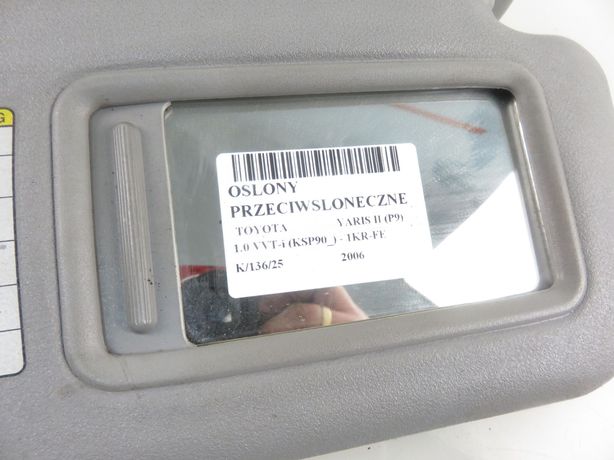 OSLONY
PRZECIWSLONECZNE
TOYOTA YARIS II (P9)
1.0 VVT-i (KSP90_) - 1KR-FE
K/136/25 2006
G